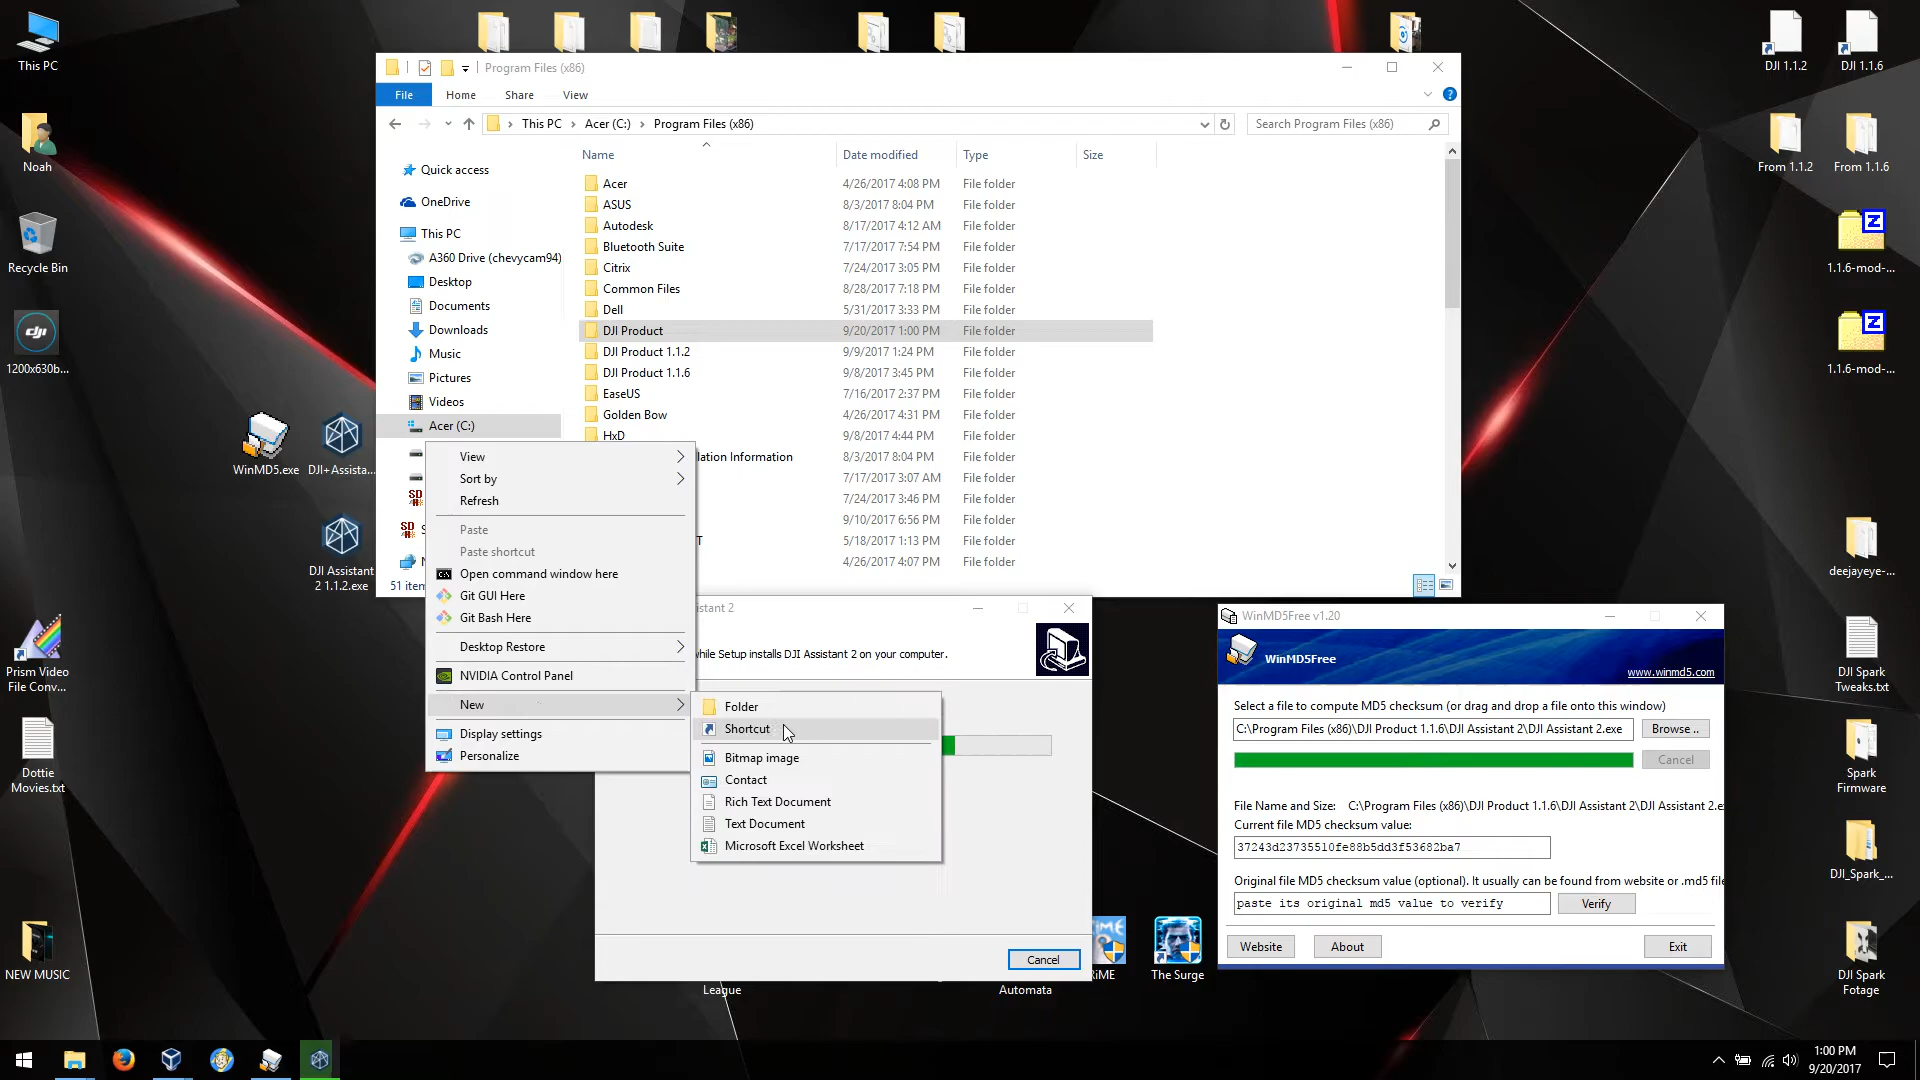 This PC
Noah
Recycle Bin
1200x630b...
WinMD5.exe
DJI+Assista...
DJI Assistant
2 1.1.2.exe
Prism Video
File Conv...
Dottie
Movies.txt
NEW MUSIC
DJI 1.1.2
DJI 1.1.6
From 1.1.2
From 1.1.6
1.1.6-mod-...
1.1.6-mod-...
deejayeye-...
DJI Spark
Tweaks.txt
Spark
Firmware
DJI_Spark_...
DJI Spark
Footage
Program Files (x86)
File
Home
Share
View
This PC
Acer (C:)
Program Files (x86)
Search Program Files (x86)
Quick access
OneDrive
This PC
A360 Drive (chevycam94)
Desktop
Documents
Downloads
Music
Pictures
Videos
Acer (C:)
51 item
Name Date modified Type Size
Acer 4/26/2017 4:08 PM File folder
ASUS 8/3/2017 8:04 PM File folder
Autodesk 8/17/2017 4:12 AM File folder
Bluetooth Suite 7/17/2017 7:54 PM File folder
Citrix 7/24/2017 3:05 PM File folder
Common Files 8/28/2017 7:18 PM File folder
Dell 5/31/2017 3:33 PM File folder
DJI Product 9/20/2017 1:00 PM File folder
DJI Product 1.1.2 9/9/2017 1:24 PM File folder
DJI Product 1.1.6 9/8/2017 3:45 PM File folder
EaseUS 7/16/2017 2:37 PM File folder
Golden Bow 4/26/2017 4:31 PM File folder
HxD 9/8/2017 4:44 PM File folder
lation Information 8/3/2017 8:04 PM File folder
7/17/2017 3:07 AM File folder
7/24/2017 3:46 PM File folder
9/10/2017 6:56 PM File folder
T 5/18/2017 1:13 PM File folder
4/26/2017 4:07 PM File folder
View
Sort by
Refresh
Paste
Paste shortcut
Open command window here
Git GUI Here
Git Bash Here
Desktop Restore
NVIDIA Control Panel
New
Display settings
Personalize
Folder
Shortcut
Bitmap image
Contact
Rich Text Document
Text Document
Microsoft Excel Worksheet
istant 2
hile Setup installs DJI Assistant 2 on your computer.
Cancel
League
Automata
RiME
The Surge
WinMD5Free v1.20
WinMD5Free
www.winmd5.com
Select a file to compute MD5 checksum (or drag and drop a file onto this window)
C:\Program Files (x86)\DJI Product 1.1.6\DJI Assistant 2\DJI Assistant 2.exe
Browse ..
Cancel
File Name and Size: C:\Program Files (x86)\DJI Product 1.1.6\DJI Assistant 2\DJI Assistant 2.ex
Current file MD5 checksum value:
37243d23735510fe88b5dd3f53682ba7
Original file MD5 checksum value (optional). It usually can be found from website or .md5 file
paste its original md5 value to verify
Verify
Website
About
Exit
1:00 PM
9/20/2017